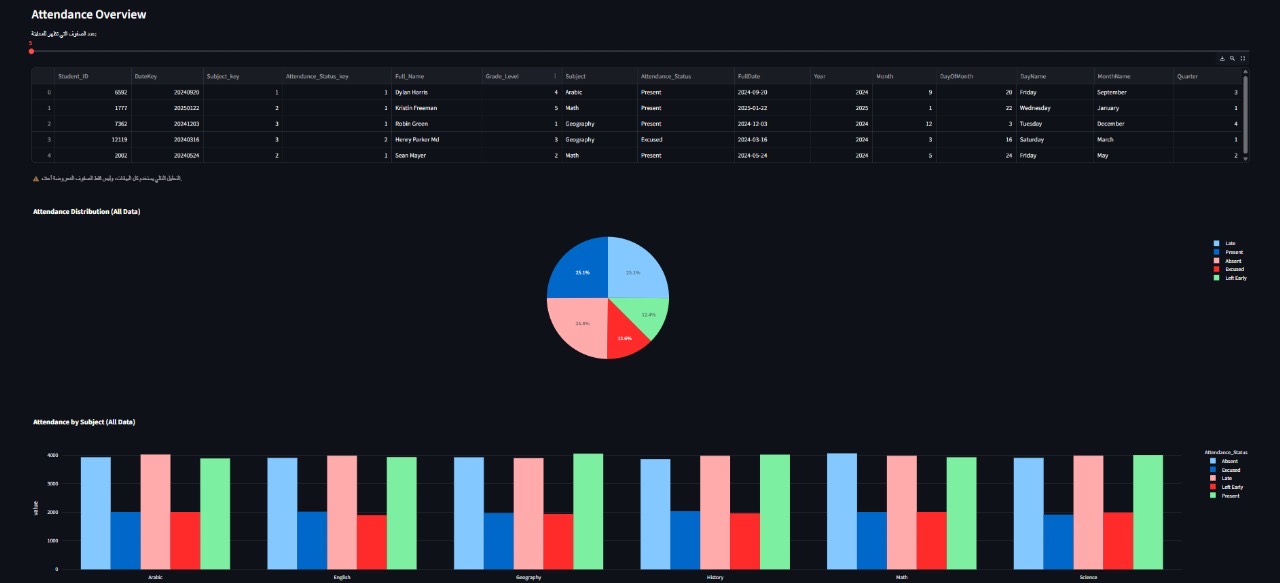 Attendance Overview
عدد الصفوف التي تظهر للمعاينة
5
Student_ID DateKey Subject_key Attendance_Status_key Full_Name Grade_Level Subject Attendance_Status FullDate Year Month DayOfMonth DayName MonthName Quarter
0 6592 20240920 1 1 Dylan Harris 4 Arabic Present 2024-09-20 2024 9 20 Friday September 3
1 1777 20250122 2 1 Kristin Freeman 5 Math Present 2025-01-22 2025 1 22 Wednesday January 1
2 7362 20241203 3 1 Robin Green 1 Geography Present 2024-12-03 2024 12 3 Tuesday December 4
3 12119 20240316 3 2 Henry Parker Md 3 Geography Excused 2024-03-16 2024 3 16 Saturday March 1
4 2002 20240524 2 1 Sean Mayer 2 Math Present 2024-05-24 2024 5 24 Friday May 2
التحليل التالي يستخدم كل البيانات، وليس فقط الصفوف المعروضة أعلاه.
Attendance Distribution (All Data)
25.1% 25.1%
12.4%
24.8%
12.6%
Late
Present
Absent
Excused
Left Early
Attendance by Subject (All Data)
value
4000
3000
2000
1000
0
Arabic English Geography History Math Science
Attendance_Status
Absent
Excused
Late
Left Early
Present